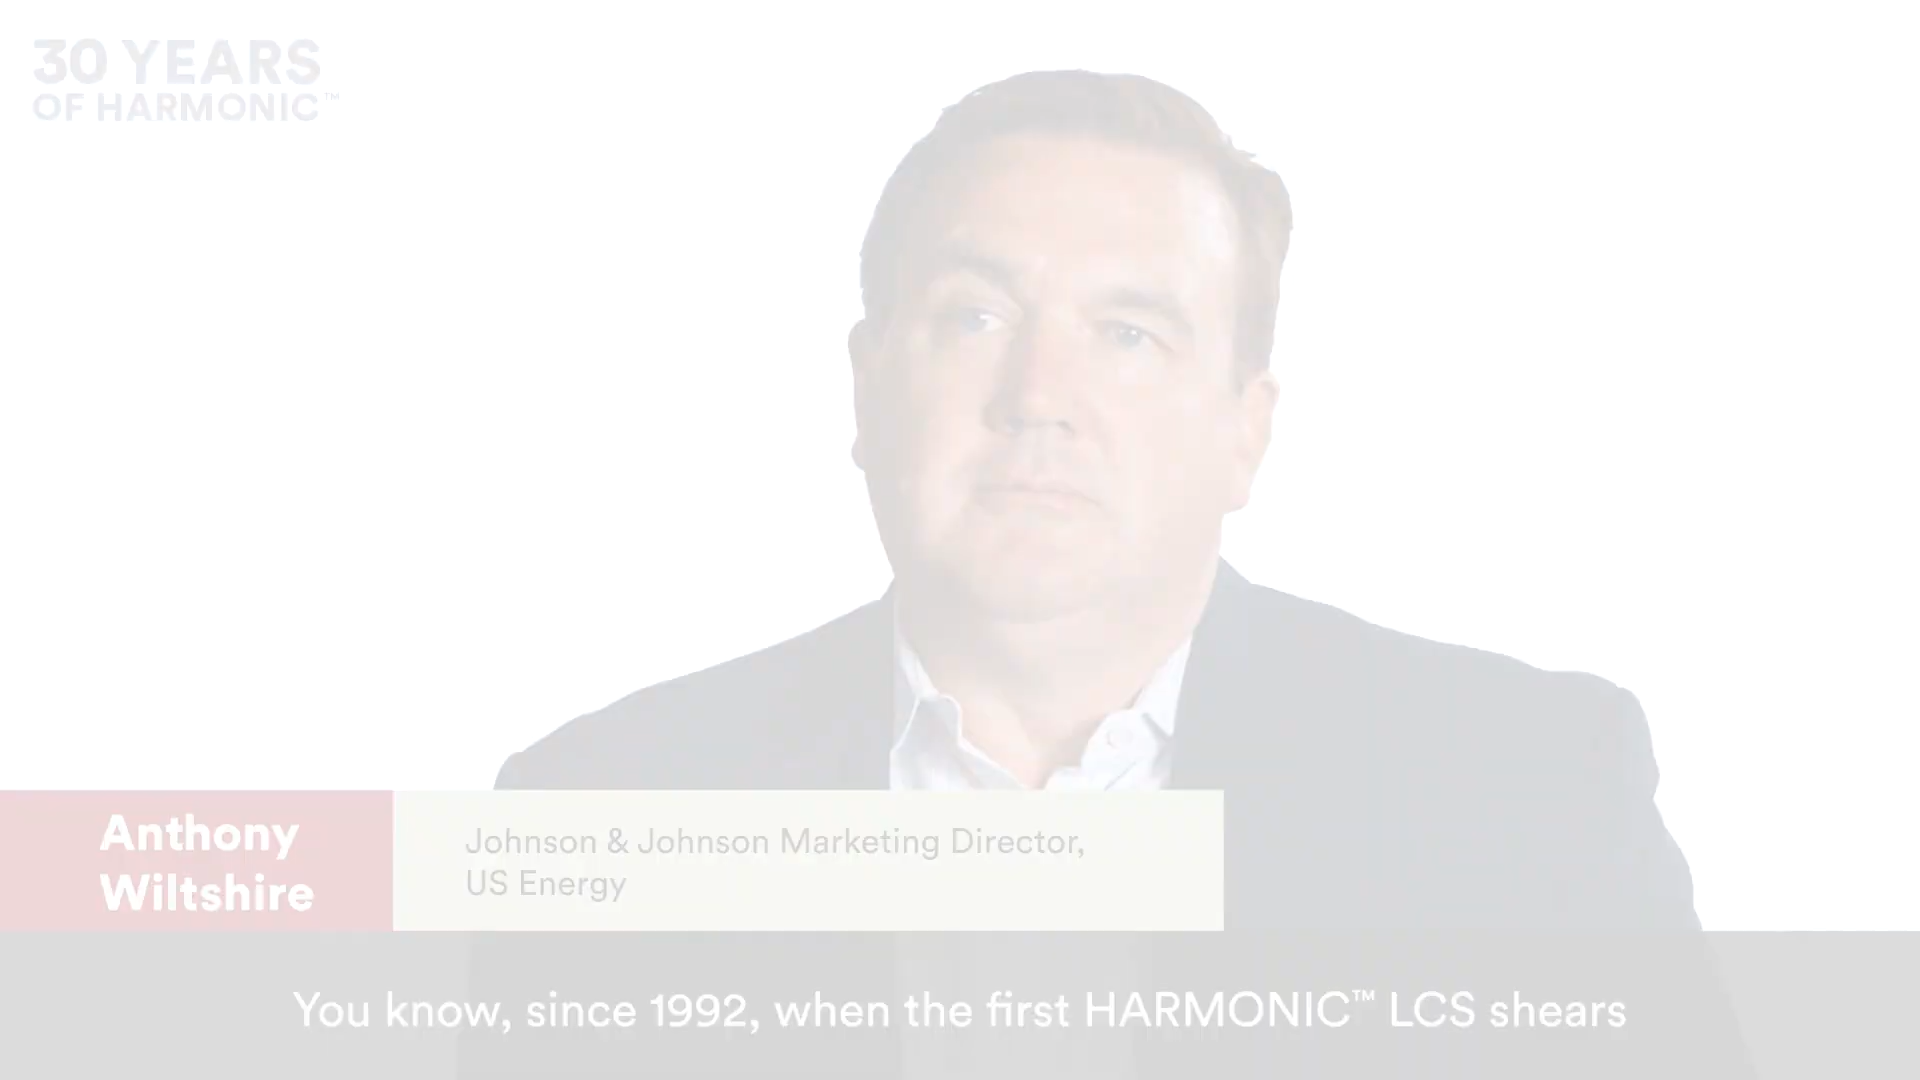 30 YEARS
OF HARMONIC™
Anthony
Wiltshire
Johnson & Johnson Marketing Director,
US Energy
You know, since 1992, when the first HARMONIC™ LCS shears